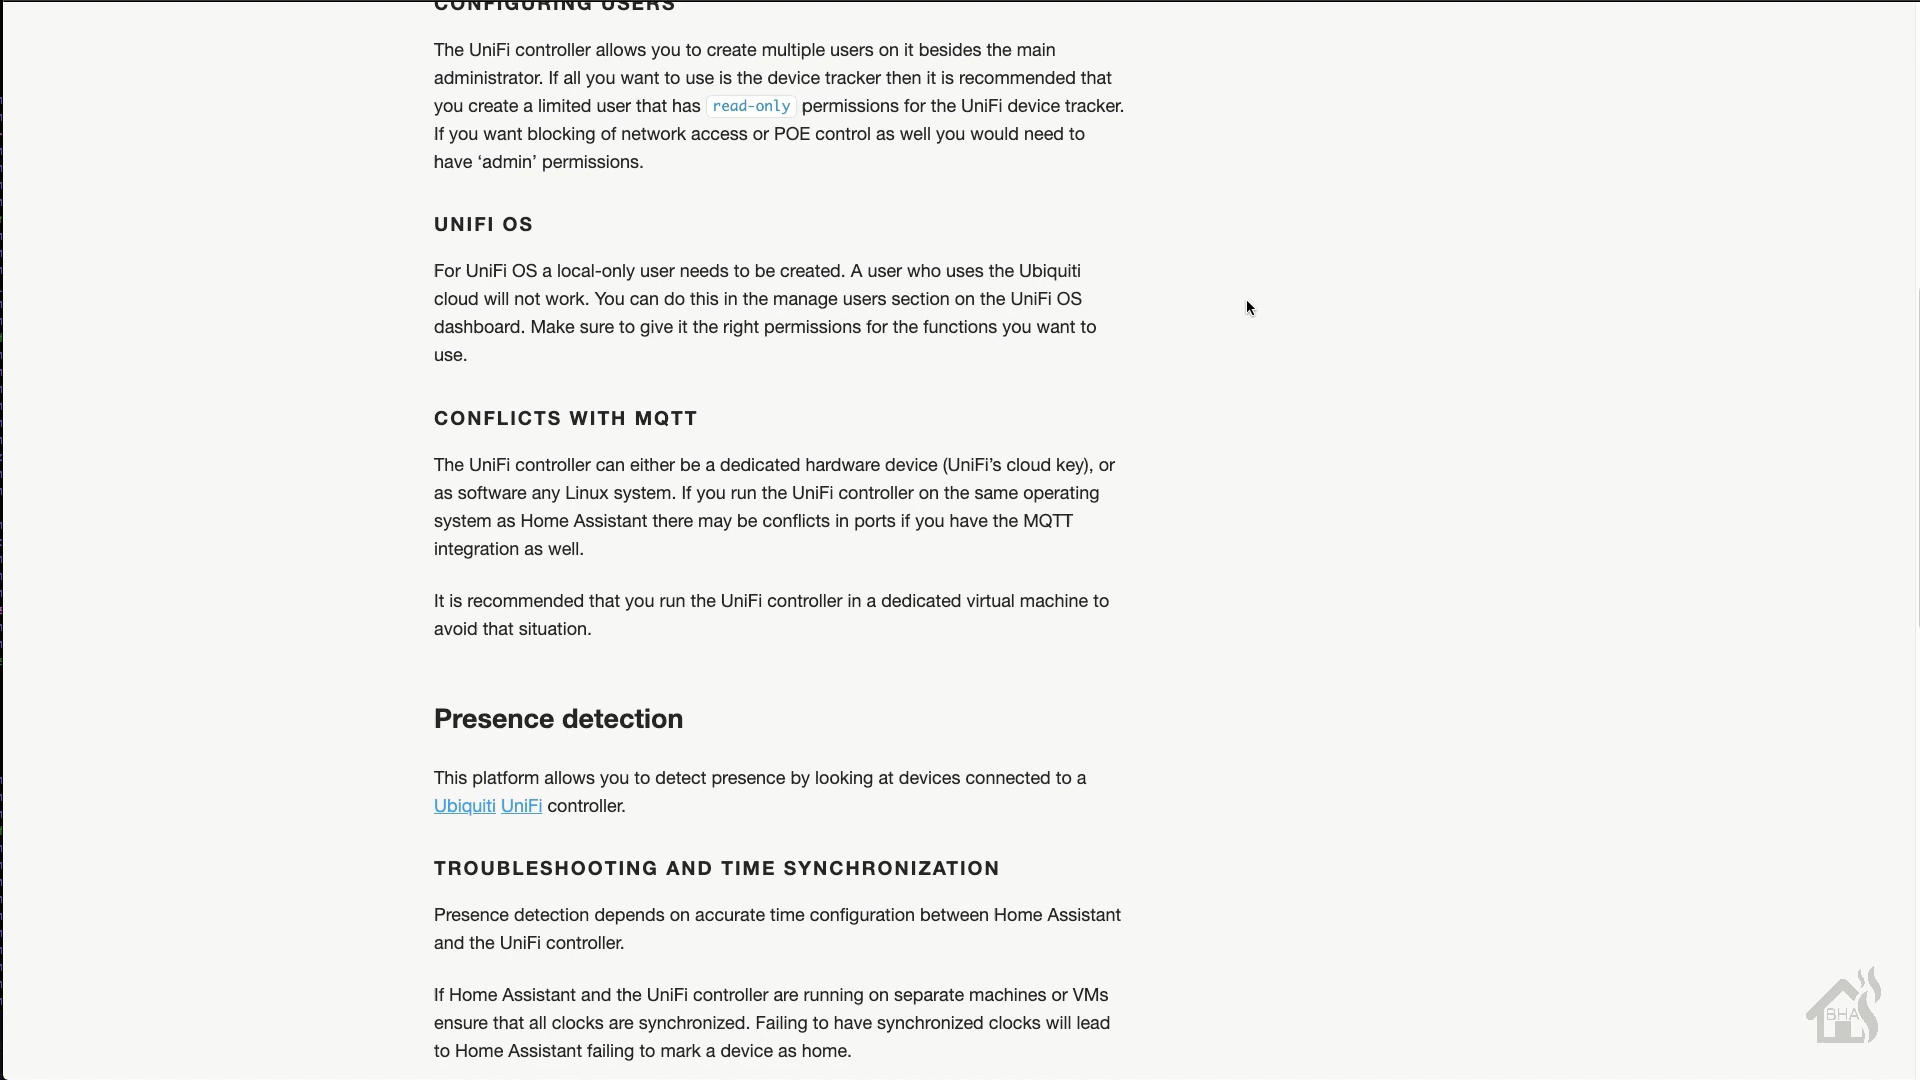 CONFIGURING USERS
The UniFi controller allows you to create multiple users on it besides the main
administrator. If all you want to use is the device tracker then it is recommended that
you create a limited user that has read-only permissions for the UniFi device tracker.
If you want blocking of network access or POE control as well you would need to
have ‘admin’ permissions.
UNIFI OS
For UniFi OS a local-only user needs to be created. A user who uses the Ubiquiti
cloud will not work. You can do this in the manage users section on the UniFi OS
dashboard. Make sure to give it the right permissions for the functions you want to
use.
CONFLICTS WITH MQTT
The UniFi controller can either be a dedicated hardware device (UniFi’s cloud key), or
as software any Linux system. If you run the UniFi controller on the same operating
system as Home Assistant there may be conflicts in ports if you have the MQTT
integration as well.
It is recommended that you run the UniFi controller in a dedicated virtual machine to
avoid that situation.
Presence detection
This platform allows you to detect presence by looking at devices connected to a
Ubiquiti UniFi controller.
TROUBLESHOOTING AND TIME SYNCHRONIZATION
Presence detection depends on accurate time configuration between Home Assistant
and the UniFi controller.
If Home Assistant and the UniFi controller are running on separate machines or VMs
ensure that all clocks are synchronized. Failing to have synchronized clocks will lead
to Home Assistant failing to mark a device as home.
BHA